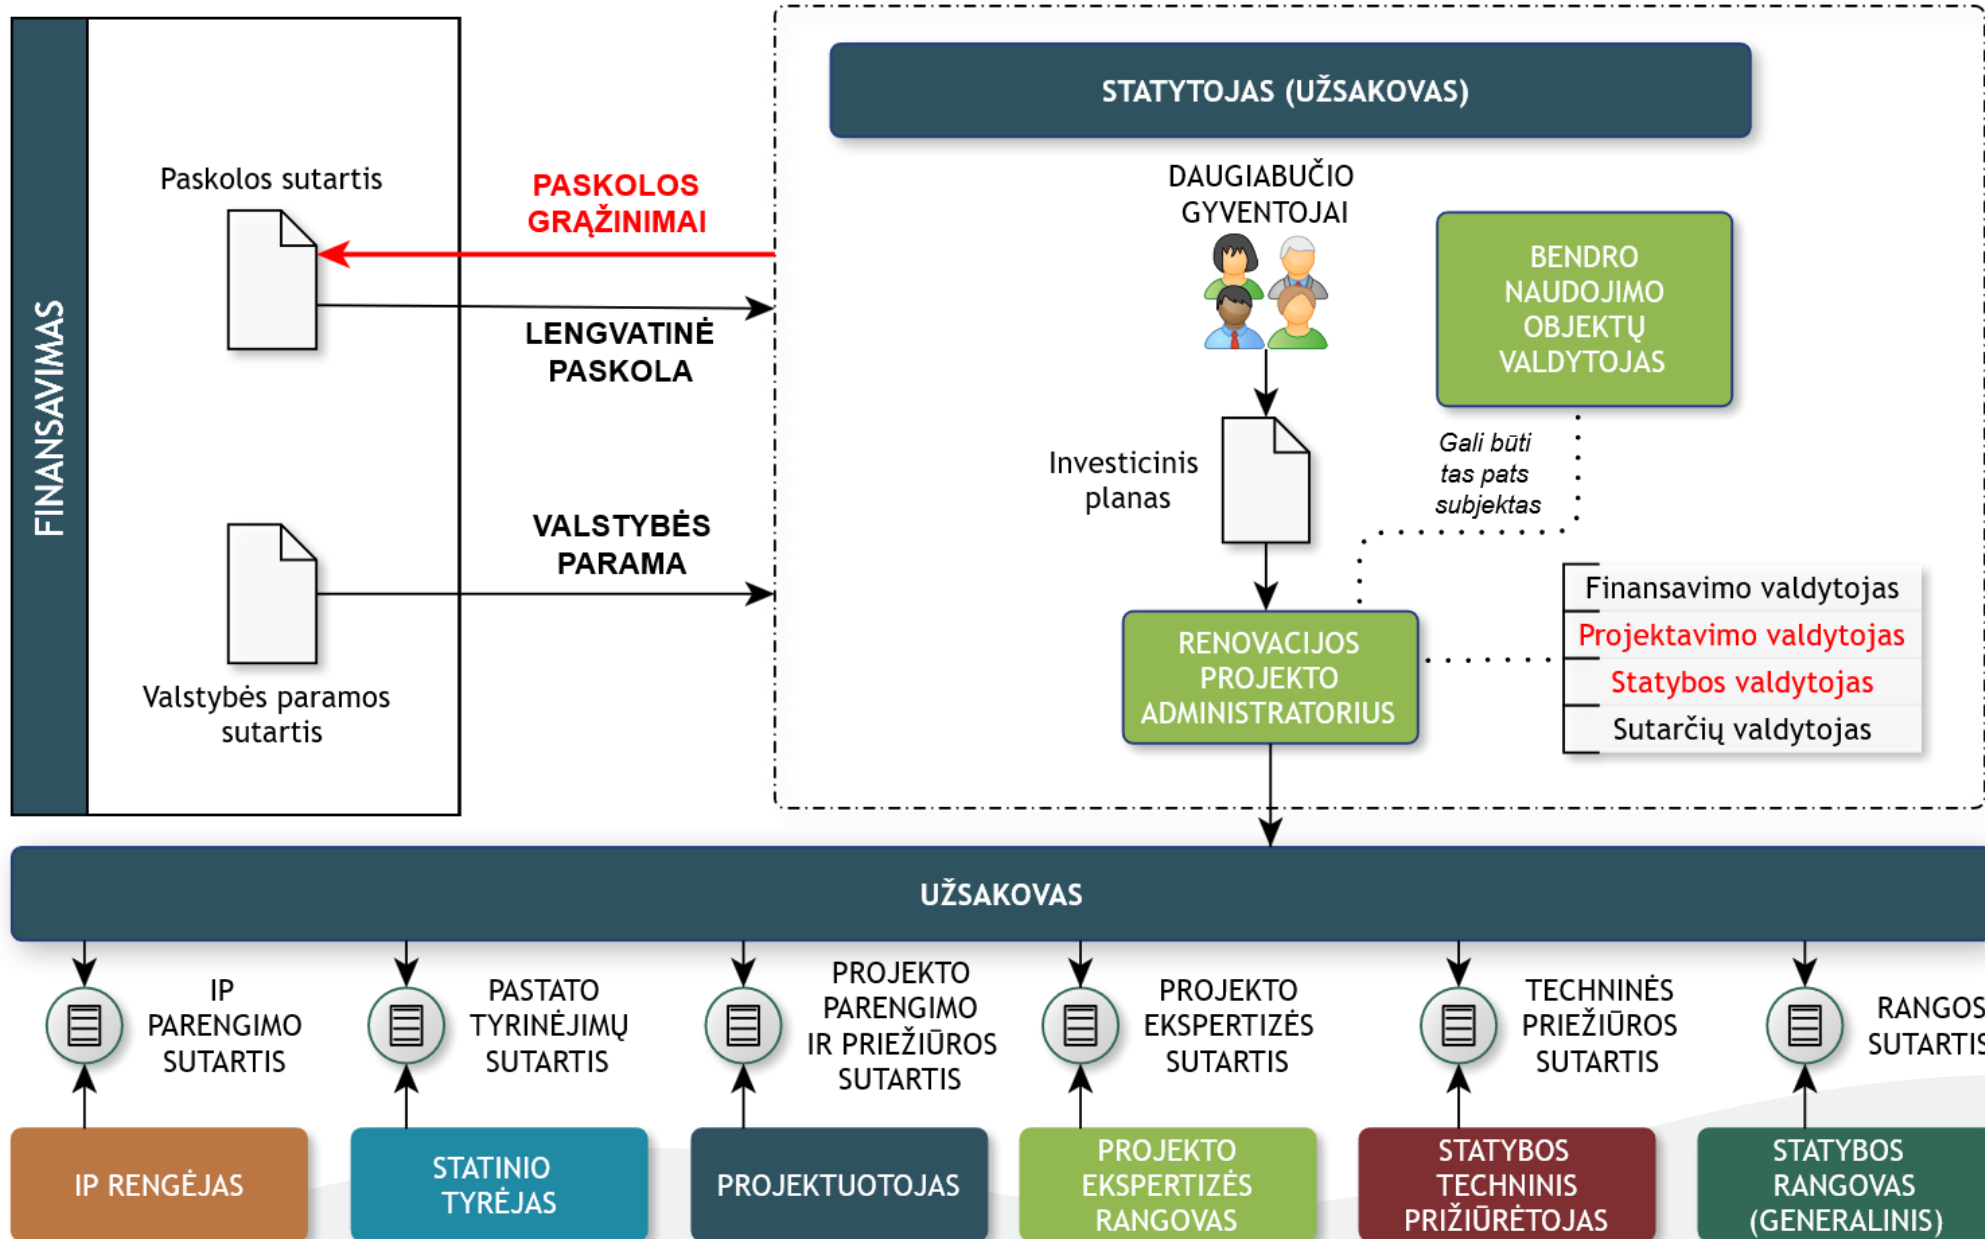 FINANSAVIMAS
Paskolos sutartis
PASKOLOS
GRĄŽINIMAI
LENGVATINĖ
PASKOLA
VALSTYBĖS
PARAMA
Valstybės paramos
sutartis
STATYTOJAS (UŽSAKOVAS)
DAUGIABUČIO
GYVENTOJAI
BENDRO
NAUDOJIMO
OBJEKTŲ
VALDYTOJAS
Investicinis
planas
Gali būti
tas pats
subjektas
RENOVACIJOS
PROJEKTO
ADMINISTRATORIUS
Finansavimo valdytojas
Projektavimo valdytojas
Statybos valdytojas
Sutarčių valdytojas
UŽSAKOVAS
IP
PARENGIMO
SUTARTIS
PASTATO
TYRINĖJIMŲ
SUTARTIS
PROJEKTO
PARENGIMO
IR PRIEŽIŪROS
SUTARTIS
PROJEKTO
EKSPERTIZĖS
SUTARTIS
TECHNINĖS
PRIEŽIŪROS
SUTARTIS
RANGOS
SUTARTIS
IP RENGĖJAS
STATINIO
TYRĖJAS
PROJEKTUOTOJAS
PROJEKTO
EKSPERTIZĖS
RANGOVAS
STATYBOS
TECHNINIS
PRIŽIŪRĖTOJAS
STATYBOS
RANGOVAS
(GENERALINIS)